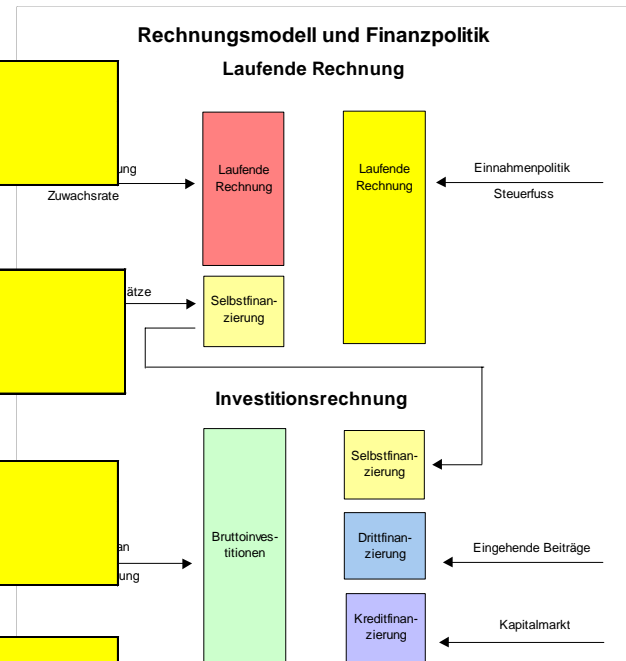 Rechnungsmodell und Finanzpolitik
Laufende Rechnung
ung
Zuwachsrate
Laufende
Rechnung
Laufende
Rechnung
Einnahmenpolitik
Steuerfuss
ätze
Selbstfinan-
zierung
Investitionsrechnung
Selbstfinan-
zierung
an
ung
Bruttoinves-
titionen
Drittfinan-
zierung
Eingehende Beiträge
Kreditfinan-
zierung
Kapitalmarkt